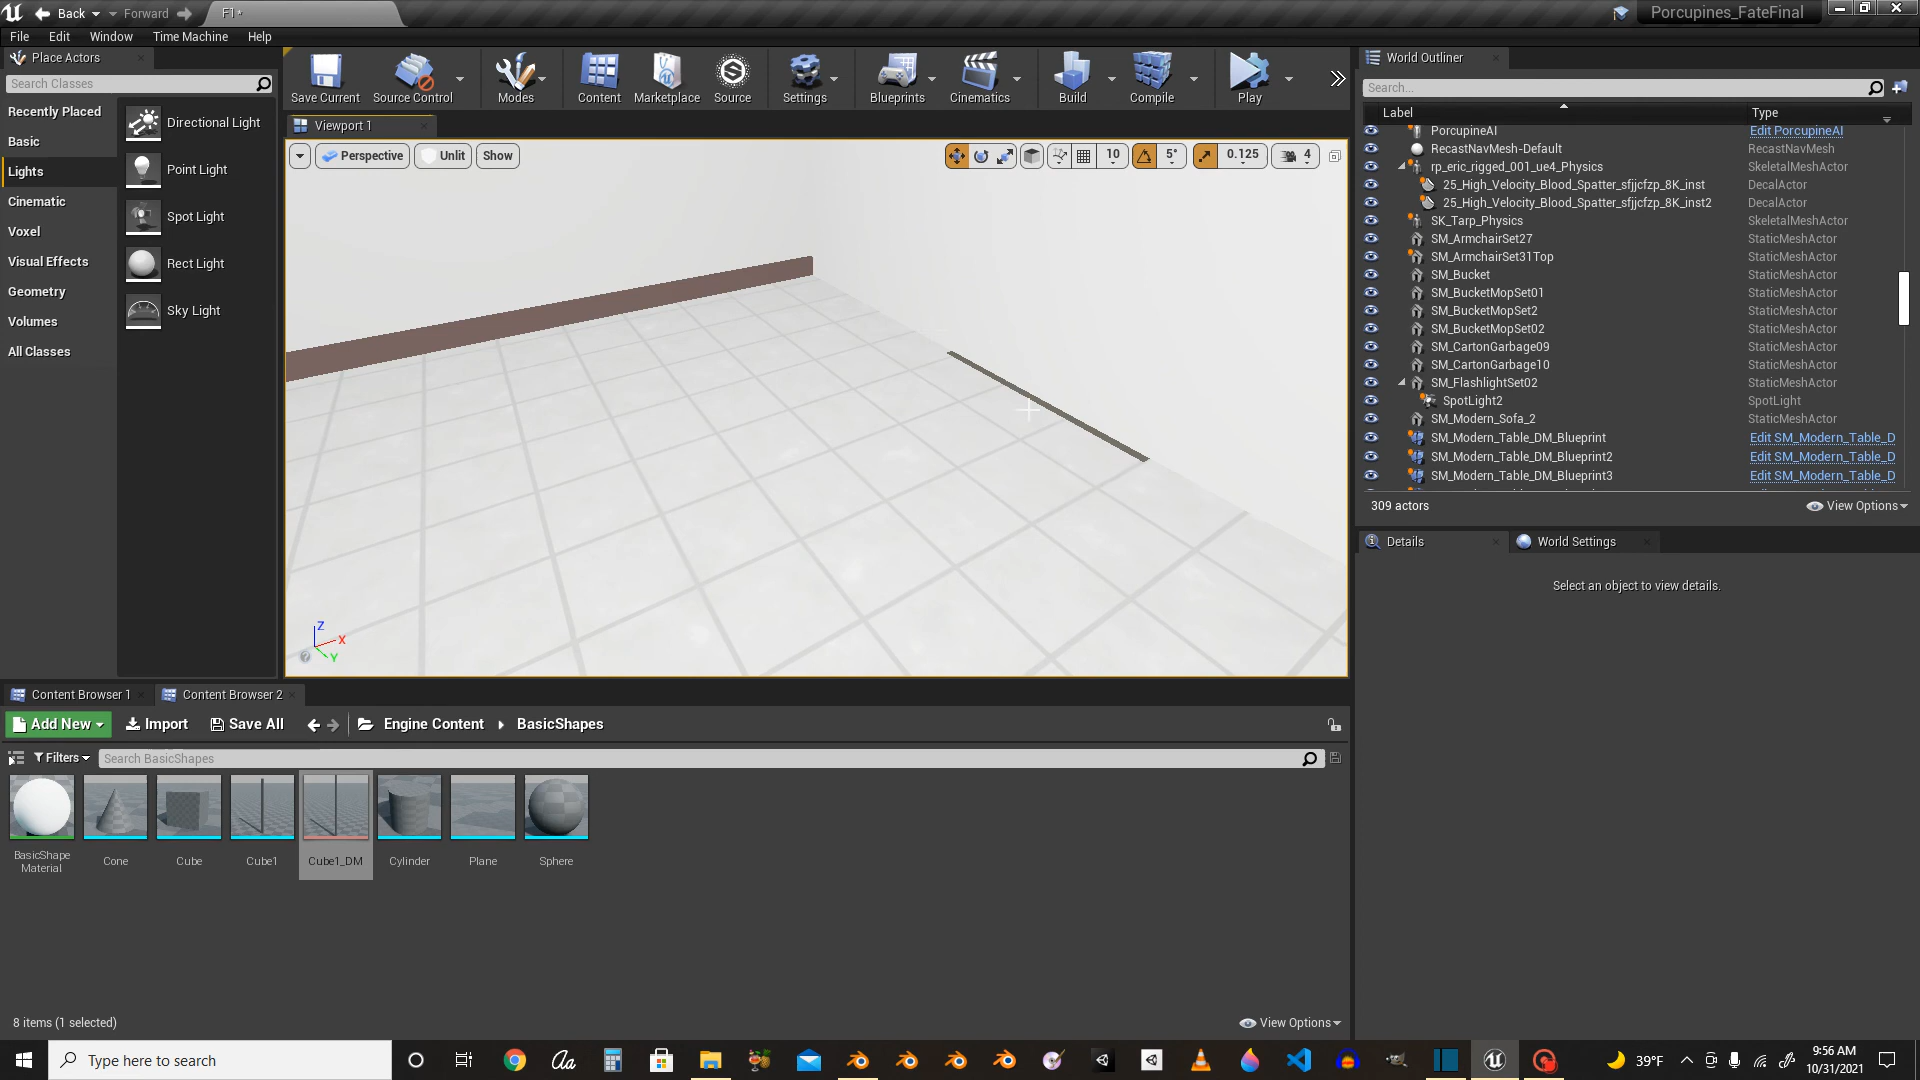 Back
Forward
F1*
Porcupines_FateFinal
File
Edit
Window
Time Machine
Help
Place Actors
Search Classes
Recently Placed
Basic
Lights
Cinematic
Voxel
Visual Effects
Geometry
Volumes
All Classes
Directional Light
Point Light
Spot Light
Rect Light
Sky Light
Save Current
Source Control
Modes
Content
Marketplace
Source
Settings
Blueprints
Cinematics
Build
Compile
Play
Viewport 1
Perspective
Unlit
Show
10
5°
0.125
4
Z
X
Y
World Outliner
Search...
Label
Type
PorcupineAI
Edit PorcupineAI
RecastNavMesh-Default
RecastNavMesh
rp_eric_rigged_001_ue4_Physics
SkeletalMeshActor
25_High_Velocity_Blood_Spatter_sfjjcfzp_8K_inst
DecalActor
25_High_Velocity_Blood_Spatter_sfjjcfzp_8K_inst2
DecalActor
SK_Tarp_Physics
SkeletalMeshActor
SM_ArmchairSet27
StaticMeshActor
SM_ArmchairSet31Top
StaticMeshActor
SM_Bucket
StaticMeshActor
SM_BucketMopSet01
StaticMeshActor
SM_BucketMopSet2
StaticMeshActor
SM_BucketMopSet02
StaticMeshActor
SM_CartonGarbage09
StaticMeshActor
SM_CartonGarbage10
StaticMeshActor
SM_FlashlightSet02
StaticMeshActor
SpotLight2
SpotLight
SM_Modern_Sofa_2
StaticMeshActor
SM_Modern_Table_DM_Blueprint
Edit SM_Modern_Table_D
SM_Modern_Table_DM_Blueprint2
Edit SM_Modern_Table_D
SM_Modern_Table_DM_Blueprint3
Edit SM_Modern_Table_D
309 actors
View Options
Details
World Settings
Select an object to view details.
Content Browser 1
Content Browser 2
Add New
Import
Save All
Engine Content
BasicShapes
Filters
Search BasicShapes
BasicShape
Material
Cone
Cube
Cube1
Cube1_DM
Cylinder
Plane
Sphere
8 items (1 selected)
View Options
Type here to search
39°F
9:56 AM
10/31/2021